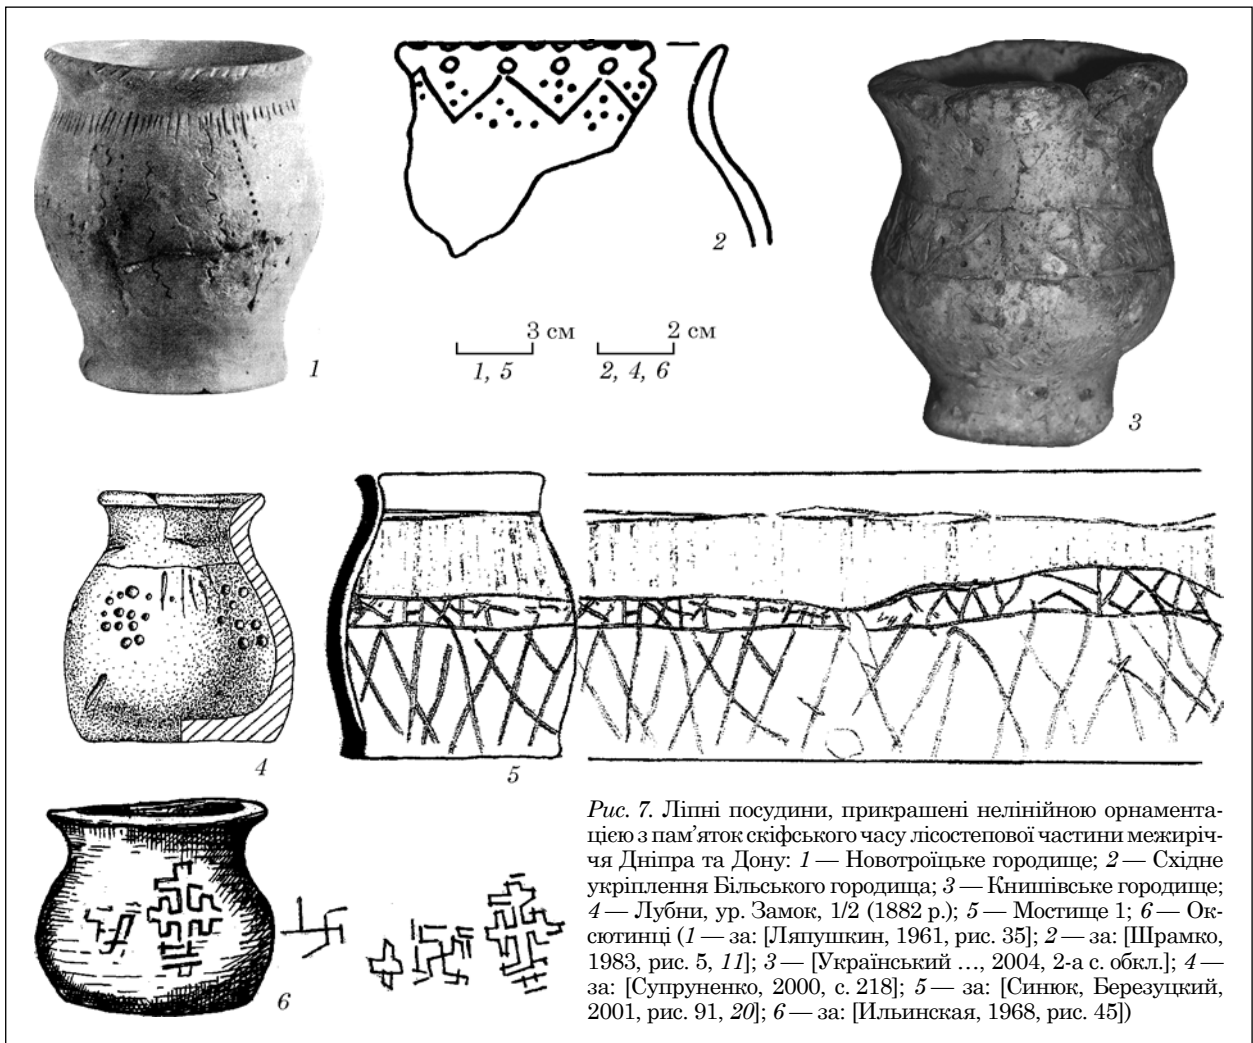 2
3 см
2 см
1, 5
2, 4, 6
1
3
4
5
6
Рис. 7. Ліпні посудини, прикрашені нелінійною орнамента-
цією з пам’яток скіфського часу лісостепової частини межиріч-
чя Дніпра та Дону: 1 — Новотроїцьке городище; 2 — Східне
укріплення Більського городища; 3 — Книшівське городище;
4 — Лубни, ур. Замок, 1/2 (1882 р.); 5 — Мостище 1; 6 — Ок-
сютинці (1 — за: [Ляпушкин, 1961, рис. 35]; 2 — за: [Шрамко,
1983, рис. 5, 11]; 3 — [Український …, 2004, 2-а с. обкл.]; 4 —
за: [Супруненко, 2000, с. 218]; 5 — за: [Синюк, Березуцкий,
2001, рис. 91, 20]; 6 — за: [Ильинская, 1968, рис. 45])